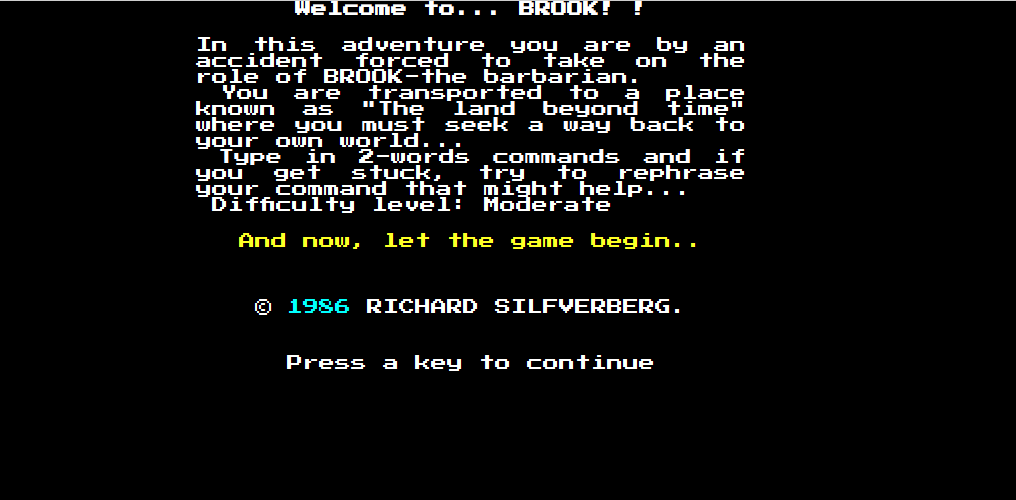 Welcome to... BROOK! !
In this adventure you are by an
accident forced to take on the
role of BROOK-the barbarian.
You are transported to a place
known as "The land beyond time"
where you must seek a way back to
your own world...
Type in 2-words commands and if
you get stuck, try to rephrase
your command that might help...
Difficulty level: Moderate
And now, let the game begin..
© 1986 RICHARD SILFVERBERG.
Press a key to continue